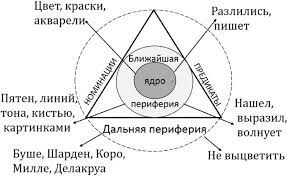 Цвет, краски,
акварели
Разлились,
пишет
Ближайшая
НОМИНАЦИИ
ПРЕДИКАТЫ
ядро
периферия
Пятен, линий,
тона, кистью,
картинками
Нашел,
выразил,
волнует
Дальняя периферия
Буше, Шарден, Коро,
Милле, Делакруа
Не выцветить